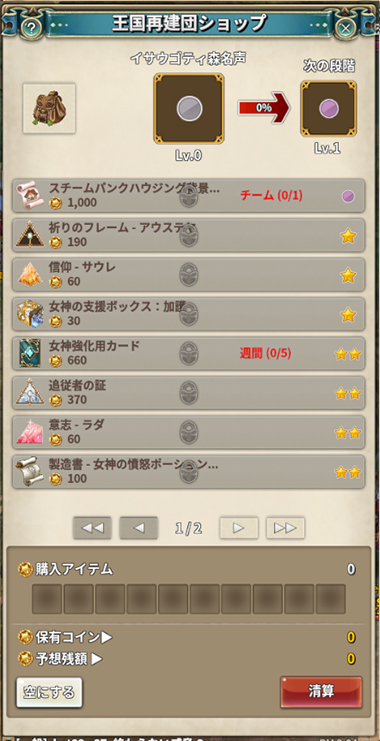 王国再建団ショップ
イサウゴティ森名声
次の段階
0%
Lv.0
Lv.1
スチームパンクハウジング背景...
1,000
チーム (0/1)
祈りのフレーム - アウステ
190
信仰 - サウレ
60
女神の支援ボックス：加護
30
女神強化用カード
660
週間 (0/5)
追従者の証
370
意志 - ラダ
60
製造書 - 女神の憤怒ポーション...
100
1 / 2
購入アイテム
0
保有コイン▶
0
予想残額 ▶
0
空にする
清算